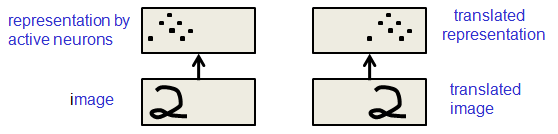 representation by
active neurons
translated
representation
image
2
2
translated
image